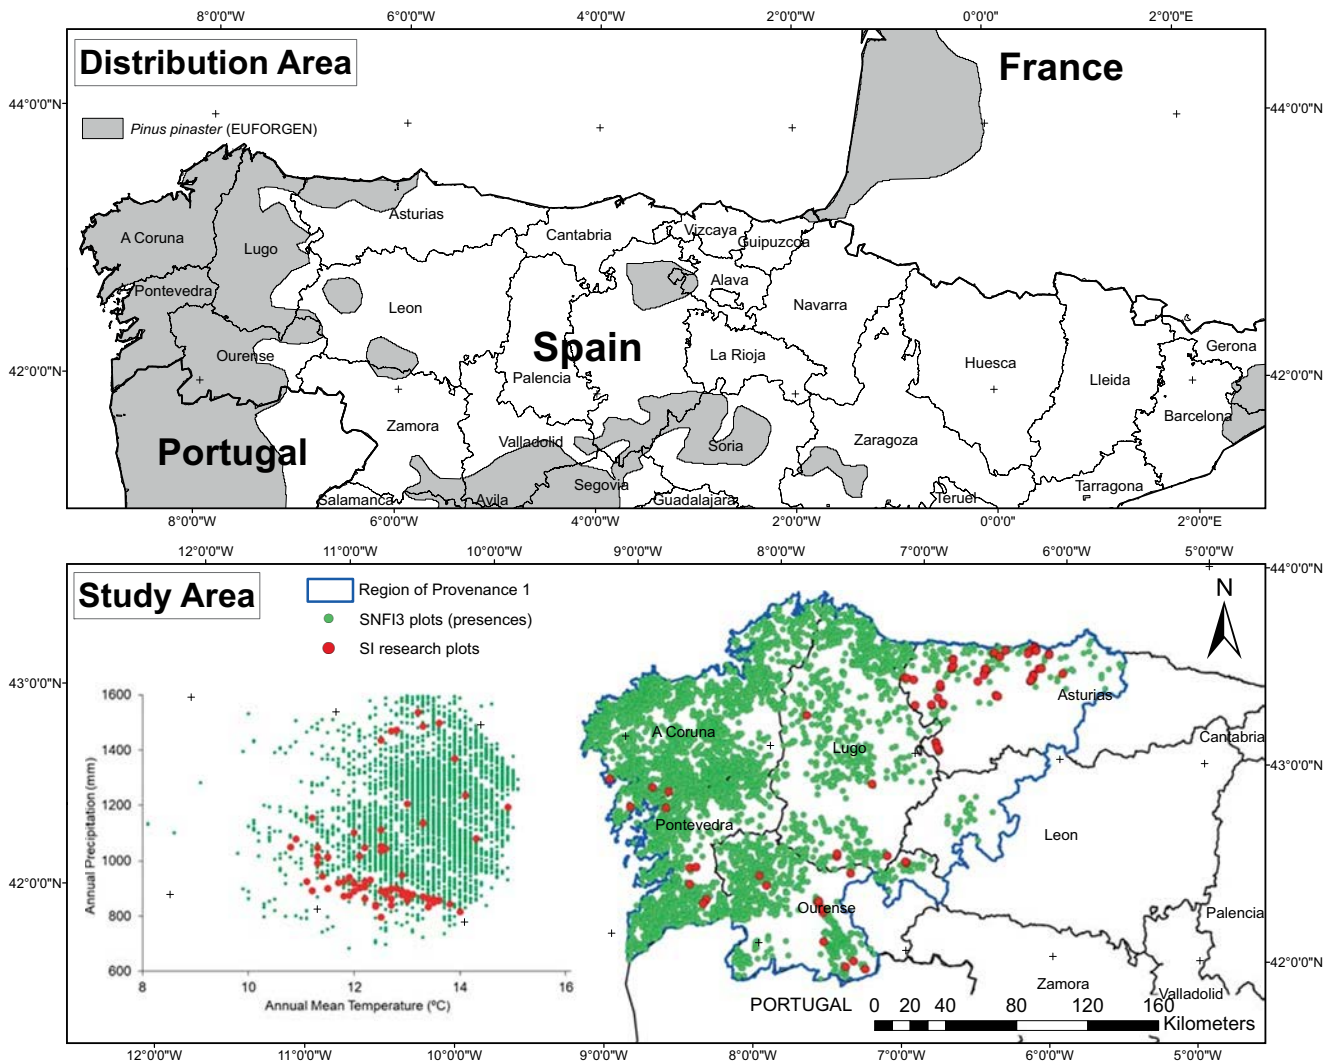 8°0'0"W 6°0'0"W 4°0'0"W 2°0'0"W 0°0'0" 2°0'0"E
Distribution Area
France
44°0'0"N 44°0'0"N
Pinus pinaster (EUFORGEN)
Asturias
A Coruna
Lugo
Cantabria
Vizcaya
Guipuzcoa
Pontevedra
Leon
Alava
Navarra
Spain
Ourense
La Rioja
Huesca
Gerona
42°0'0"N 42°0'0"N
Palencia
Lleida
Barcelona
Zamora
Portugal
Valladolid
Soria
Zaragoza
Segovia
Salamanca
Avila
Guadalajara
Teruel
Tarragona
8°0'0"W 6°0'0"W 4°0'0"W 2°0'0"W 0°0'0" 2°0'0"E
12°0'0"W 11°0'0"W 10°0'0"W 9°0'0"W 8°0'0"W 7°0'0"W 6°0'0"W 5°0'0"W
44°0'0"N
Study Area
Region of Provenance 1
SNFI3 plots (presences)
SI research plots
N
43°0'0"N
43°0'0"N
42°0'0"N
42°0'0"N
Annual Precipitation (mm)
1600
1400
1200
1000
800
600
8 10 12 14 16
Annual Mean Temperature (ºC)
A Coruna
Lugo
Asturias
Cantabria
Pontevedra
Leon
Ourense
Palencia
Zamora
Valladolid
PORTUGAL
0 20 40 80 120 160
Kilometers
12°0'0"W 11°0'0"W 10°0'0"W 9°0'0"W 8°0'0"W 7°0'0"W 6°0'0"W